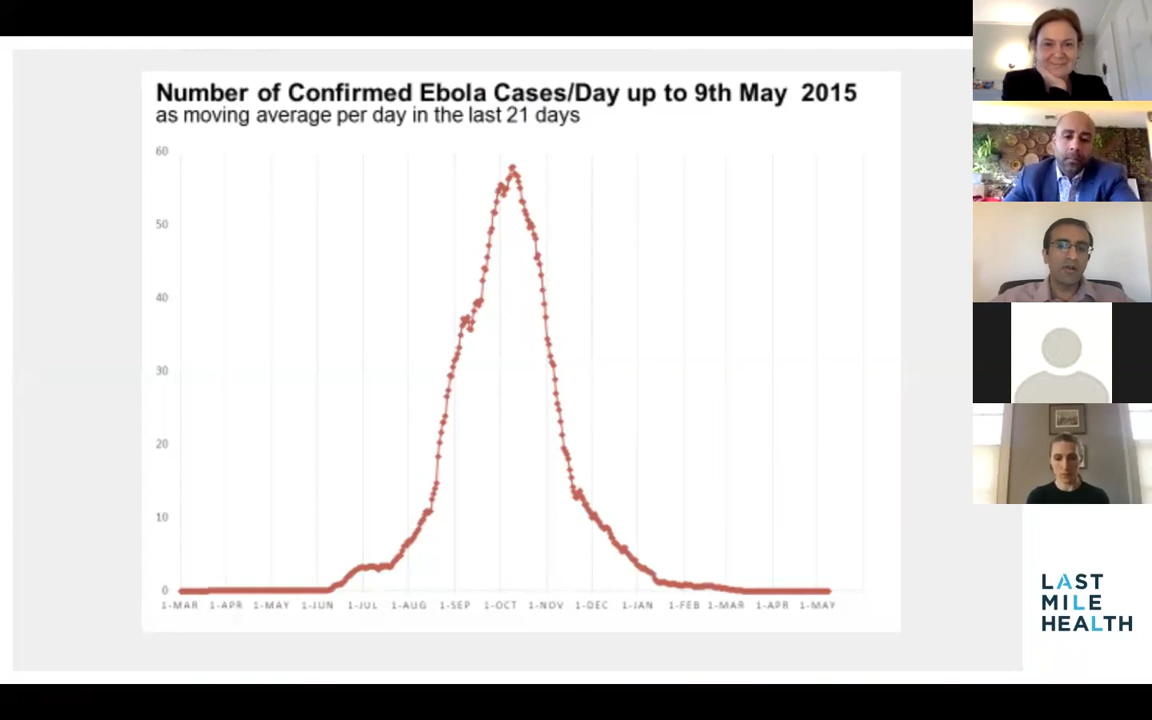 Number of Confirmed Ebola Cases/Day up to 9th May 2015
as moving average per day in the last 21 days
60
50
40
30
20
10
0
1-MAR 1-APR 1-MAY 1-JUN 1-JUL 1-AUG 1-SEP 1-OCT 1-NOV 1-DEC 1-JAN 1-FEB 1-MAR 1-APR 1-MAY
LAST
MILE
HEALTH